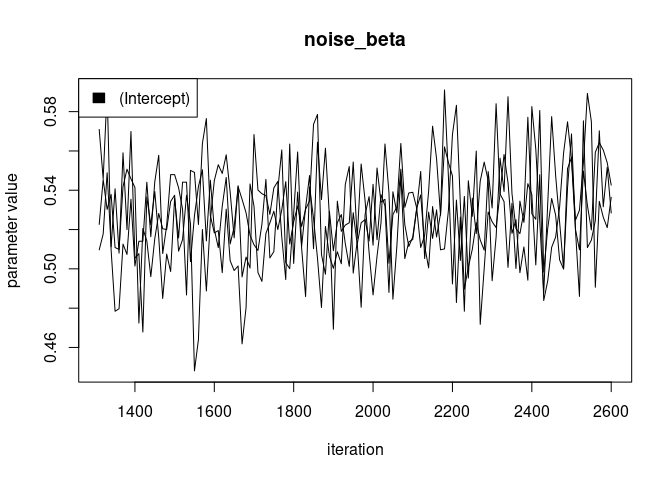 noise_beta
(Intercept)
parameter value
0.58
0.54
0.50
0.46
1400 1600 1800 2000 2200 2400 2600
iteration